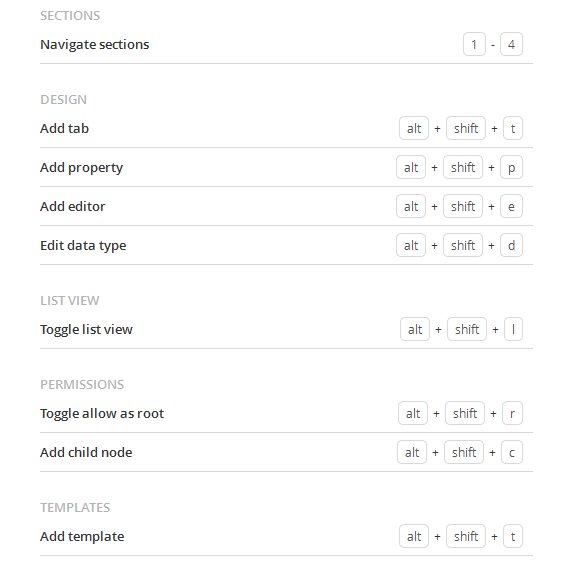 SECTIONS
Navigate sections 1 - 4
DESIGN
Add tab alt + shift + t
Add property alt + shift + p
Add editor alt + shift + e
Edit data type alt + shift + d
LIST VIEW
Toggle list view alt + shift + l
PERMISSIONS
Toggle allow as root alt + shift + r
Add child node alt + shift + c
TEMPLATES
Add template alt + shift + t